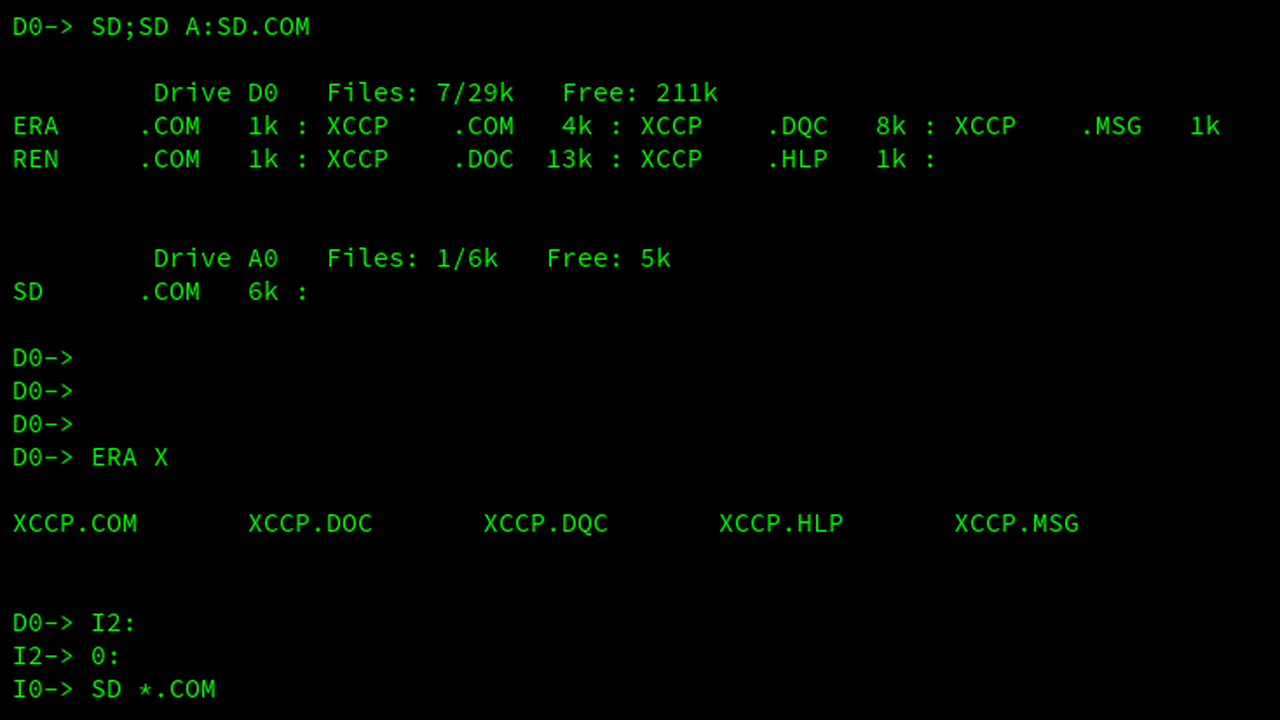 D0-> SD;SD A:SD.COM
Drive D0   Files: 7/29k   Free: 211k
ERA     .COM   1k : XCCP    .COM   4k : XCCP    .DQC   8k : XCCP    .MSG   1k
REN     .COM   1k : XCCP    .DOC  13k : XCCP    .HLP   1k :
Drive A0   Files: 1/6k   Free: 5k
SD      .COM   6k :
D0->
D0->
D0->
D0-> ERA X
XCCP.COM       XCCP.DOC       XCCP.DQC       XCCP.HLP       XCCP.MSG
D0-> I2:
I2-> 0:
I0-> SD *.COM